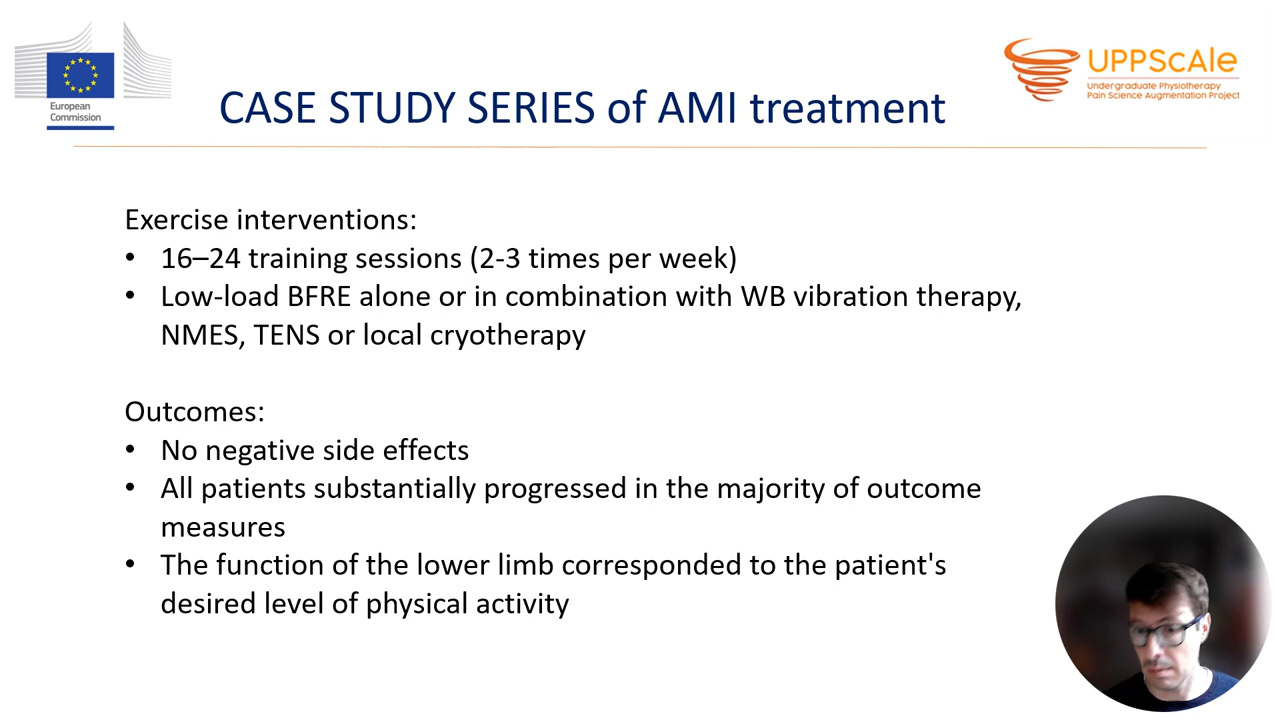 European
Commission
UPPScale
Undergraduate Physiotherapy
Pain Science Augmentation Project
CASE STUDY SERIES of AMI treatment
Exercise interventions:
• 16–24 training sessions (2-3 times per week)
• Low-load BFRE alone or in combination with WB vibration therapy,
NMES, TENS or local cryotherapy
Outcomes:
• No negative side effects
• All patients substantially progressed in the majority of outcome
measures
• The function of the lower limb corresponded to the patient's
desired level of physical activity